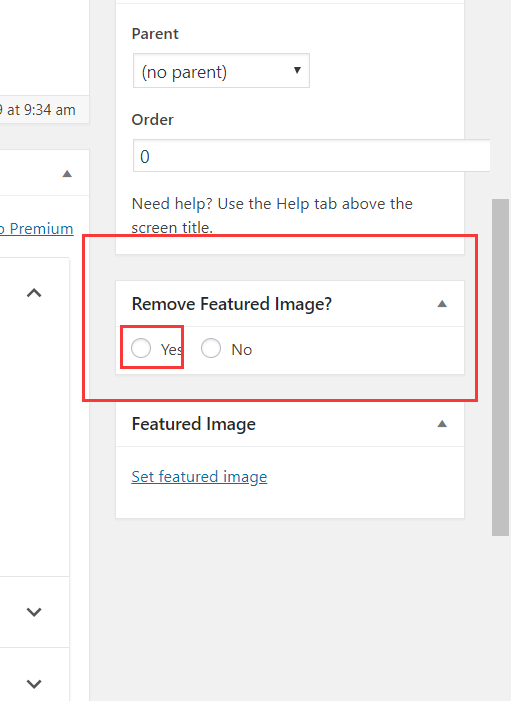 Parent
(no parent)
Order
at 9:34 am
0
Need help? Use the Help tab above the
screen title.
Premium
Remove Featured Image?
Yes
No
Featured Image
Set featured image